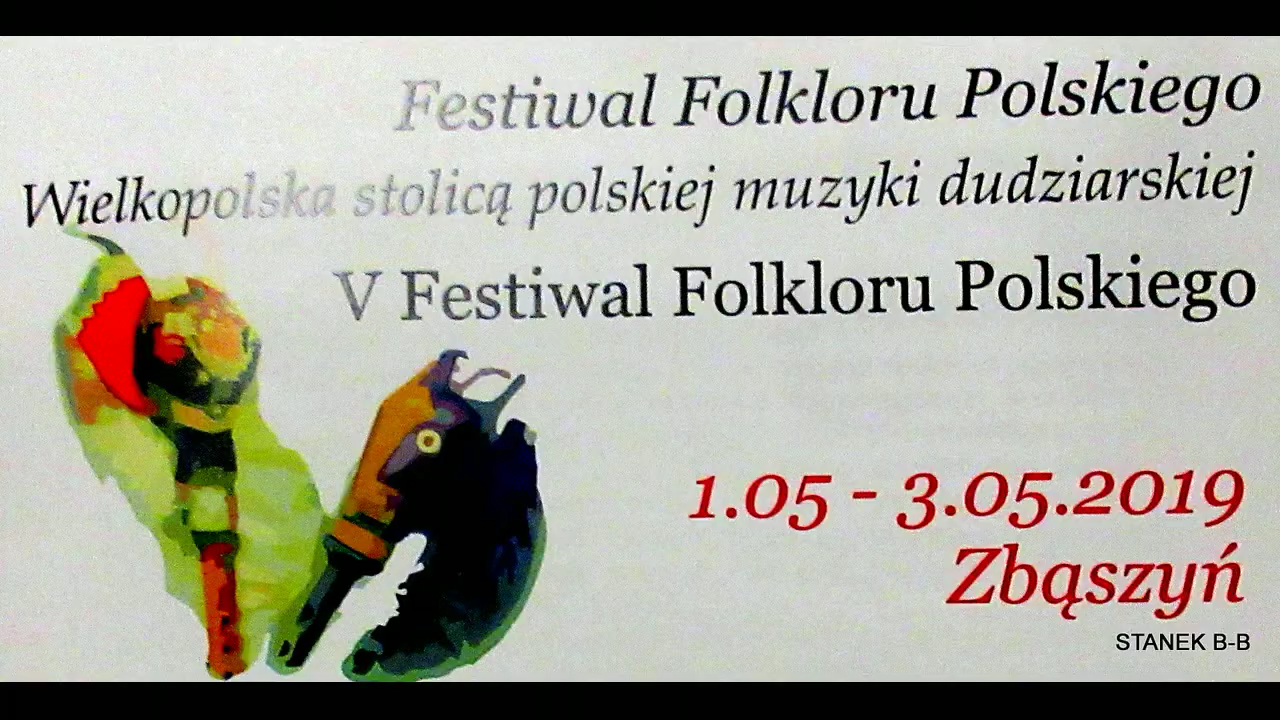 Festiwal Folkloru Polskiego
Wielkopolska stolicą polskiej muzyki dudziarskiej
V Festiwal Folkloru Polskiego
1.05 - 3.05.2019
Zbąszyń
STANEK B-B